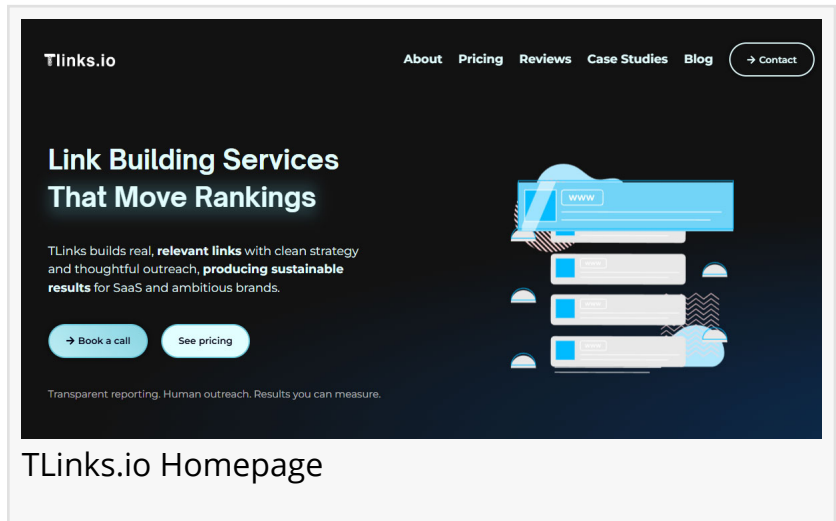 Tlinks.io
About Pricing Reviews Case Studies Blog → Contact
Link Building Services
That Move Rankings
www
TLinks builds real, relevant links with clean strategy
and thoughtful outreach, producing sustainable
results for SaaS and ambitious brands.
→ Book a call See pricing
Transparent reporting. Human outreach. Results you can measure.
TLinks.io Homepage